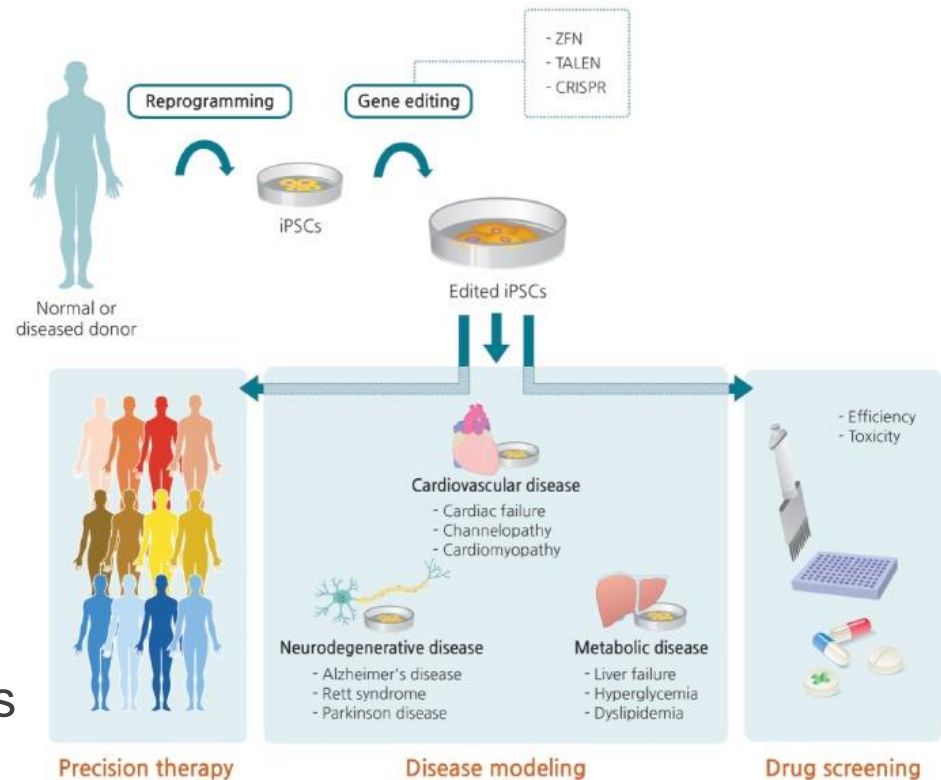 - ZFN
- TALEN
- CRISPR
Reprogramming
Gene editing
iPSCs
Edited iPSCs
Normal or
diseased donor
- Efficiency
- Toxicity
Cardiovascular disease
- Cardiac failure
- Channelopathy
- Cardiomyopathy
Neurodegenerative disease
- Alzheimer's disease
- Rett syndrome
- Parkinson disease
Metabolic disease
- Liver failure
- Hyperglycemia
- Dyslipidemia
s
Precision therapy
Disease modeling
Drug screening